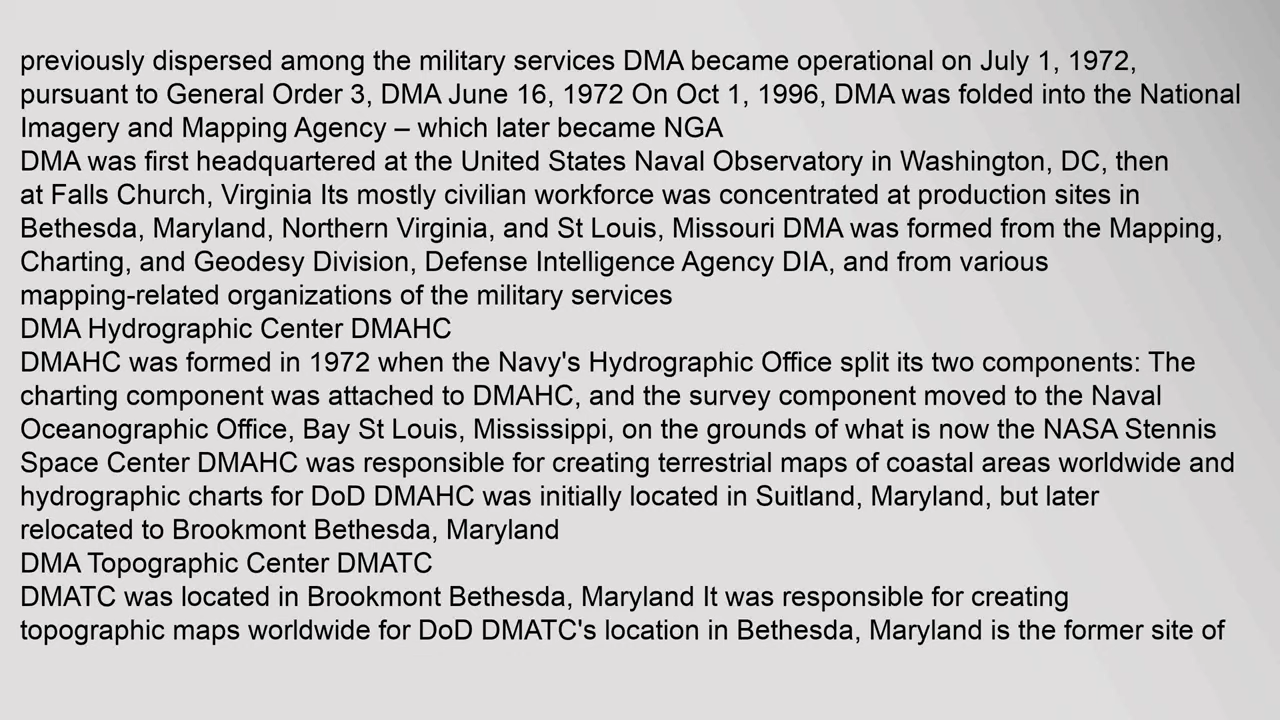 previously dispersed among the military services DMA became operational on July 1, 1972,
pursuant to General Order 3, DMA June 16, 1972 On Oct 1, 1996, DMA was folded into the National
Imagery and Mapping Agency – which later became NGA
DMA was first headquartered at the United States Naval Observatory in Washington, DC, then
at Falls Church, Virginia Its mostly civilian workforce was concentrated at production sites in
Bethesda, Maryland, Northern Virginia, and St Louis, Missouri DMA was formed from the Mapping,
Charting, and Geodesy Division, Defense Intelligence Agency DIA, and from various
mapping-related organizations of the military services
DMA Hydrographic Center DMAHC
DMAHC was formed in 1972 when the Navy's Hydrographic Office split its two components: The
charting component was attached to DMAHC, and the survey component moved to the Naval
Oceanographic Office, Bay St Louis, Mississippi, on the grounds of what is now the NASA Stennis
Space Center DMAHC was responsible for creating terrestrial maps of coastal areas worldwide and
hydrographic charts for DoD DMAHC was initially located in Suitland, Maryland, but later
relocated to Brookmont Bethesda, Maryland
DMA Topographic Center DMATC
DMATC was located in Brookmont Bethesda, Maryland It was responsible for creating
topographic maps worldwide for DoD DMATC's location in Bethesda, Maryland is the former site of